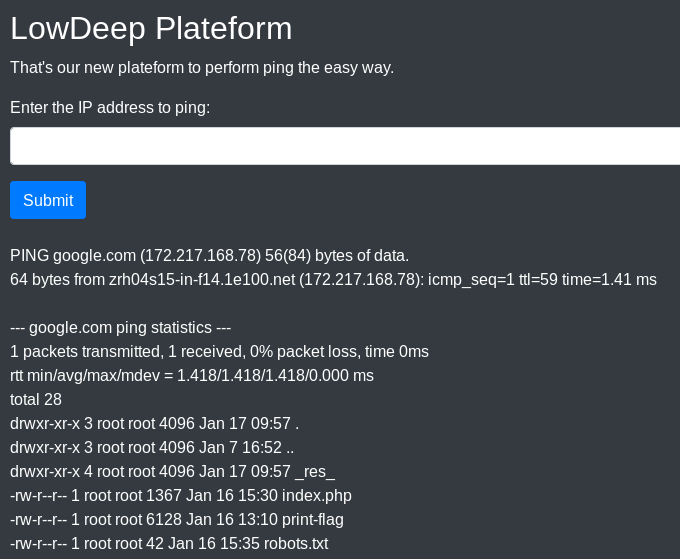 LowDeep Plateform
That's our new plateform to perform ping the easy way.
Enter the IP address to ping:
Submit
PING google.com (172.217.168.78) 56(84) bytes of data.
64 bytes from zrh04s15-in-f14.1e100.net (172.217.168.78): icmp_seq=1 ttl=59 time=1.41 ms
--- google.com ping statistics ---
1 packets transmitted, 1 received, 0% packet loss, time 0ms
rtt min/avg/max/mdev = 1.418/1.418/1.418/0.000 ms
total 28
drwxr-xr-x 3 root root 4096 Jan 17 09:57 .
drwxr-xr-x 3 root root 4096 Jan 7 16:52 ..
drwxr-xr-x 4 root root 4096 Jan 17 09:57 _res_
-rw-r--r-- 1 root root 1367 Jan 16 15:30 index.php
-rw-r--r-- 1 root root 6128 Jan 16 13:10 print-flag
-rw-r--r-- 1 root root 42 Jan 16 15:35 robots.txt